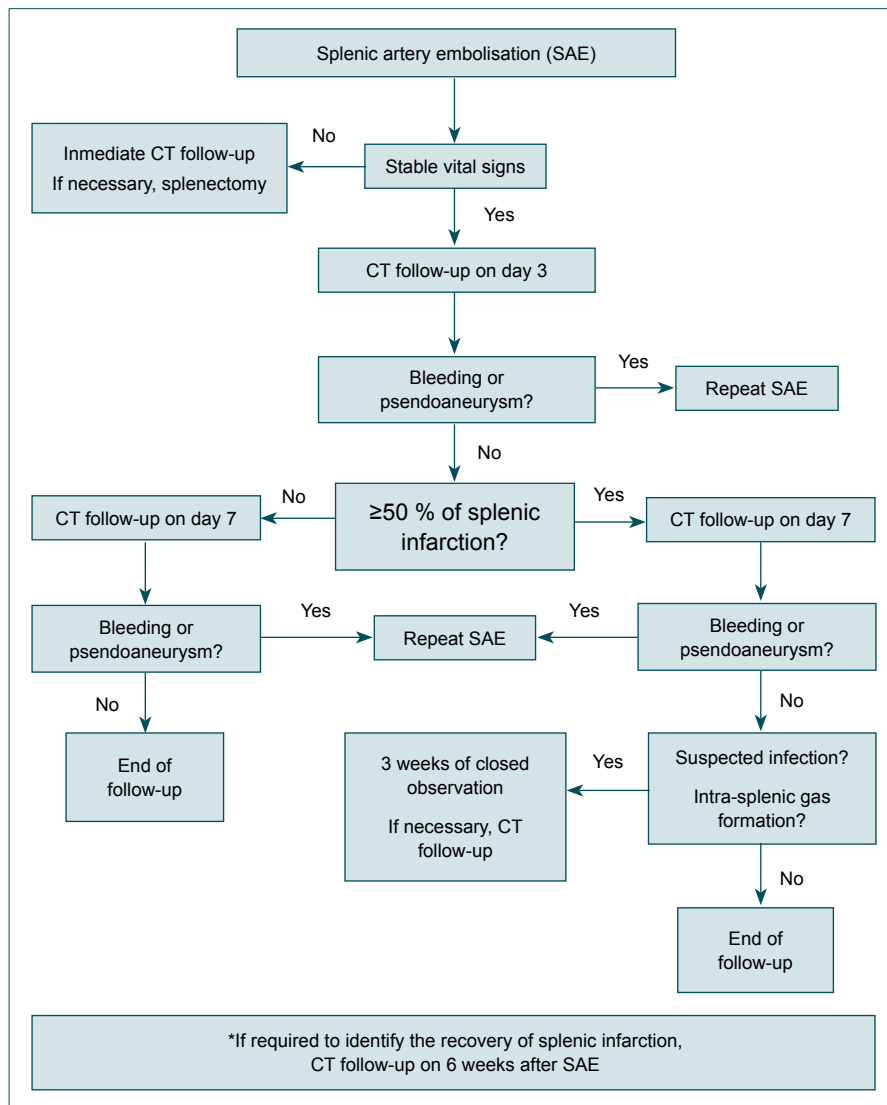 Splenic artery embolisation (SAE)
No
Inmediate CT follow-up
If necessary, splenectomy
Stable vital signs
Yes
CT follow-up on day 3
Bleeding or
psendoaneurysm?
Yes
Repeat SAE
No
≥50 % of splenic
infarction?
No
CT follow-up on day 7
Yes
CT follow-up on day 7
Bleeding or
psendoaneurysm?
Yes
Repeat SAE
Yes
Bleeding or
psendoaneurysm?
No
End of
follow-up
No
Suspected infection?
Intra-splenic gas
formation?
Yes
3 weeks of closed
observation
If necessary, CT
follow-up
No
End of
follow-up
*If required to identify the recovery of splenic infarction,
CT follow-up on 6 weeks after SAE